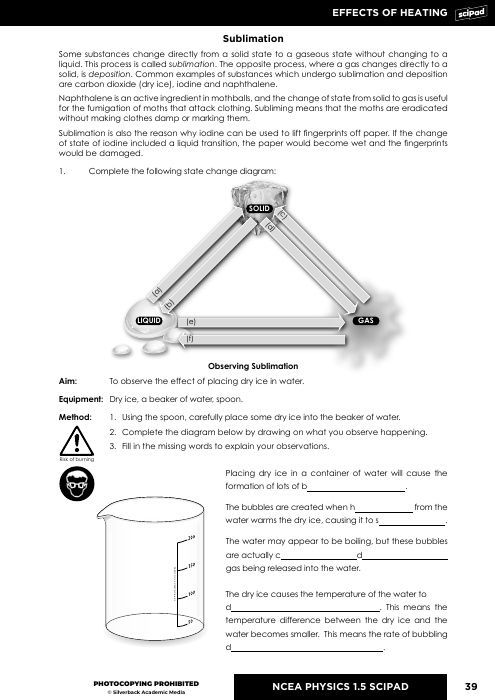 EFFECTS OF HEATING
scipad
Sublimation
Some substances change directly from a solid state to a gaseous state without changing to a
liquid. This process is called sublimation. The opposite process, where a gas changes directly to a
solid, is deposition. Common examples of substances which undergo sublimation and deposition
are carbon dioxide (dry ice), iodine and naphthalene.
Naphthalene is an active ingredient in mothballs, and the change of state from solid to gas is useful
for the fumigation of moths that attack clothing. Subliming means that the moths are eradicated
without making clothes damp or marking them.
Sublimation is also the reason why iodine can be used to lift fingerprints off paper. If the change
of state of iodine included a liquid transition, the paper would become wet and the fingerprints
would be damaged.
1. Complete the following state change diagram:
SOLID
(c)
(d)
(a)
(b)
LIQUID
(e)
GAS
(f)
Observing Sublimation
Aim: To observe the effect of placing dry ice in water.
Equipment: Dry ice, a beaker of water, spoon.
Method: 1. Using the spoon, carefully place some dry ice into the beaker of water.
2. Complete the diagram below by drawing on what you observe happening.
3. Fill in the missing words to explain your observations.
Risk of burning
Placing dry ice in a container of water will cause the
formation of lots of b____________________.
The bubbles are created when h____________ from the
water warms the dry ice, causing it to s______________.
The water may appear to be boiling, but these bubbles
are actually c________________d__________________
gas being released into the water.
The dry ice causes the temperature of the water to
d______________________________. This means the
temperature difference between the dry ice and the
water becomes smaller. This means the rate of bubbling
d______________________________.
200
150
100
50
PHOTOCOPYING PROHIBITED
© Silverback Academic Media
NCEA PHYSICS 1.5 SCIPAD
39